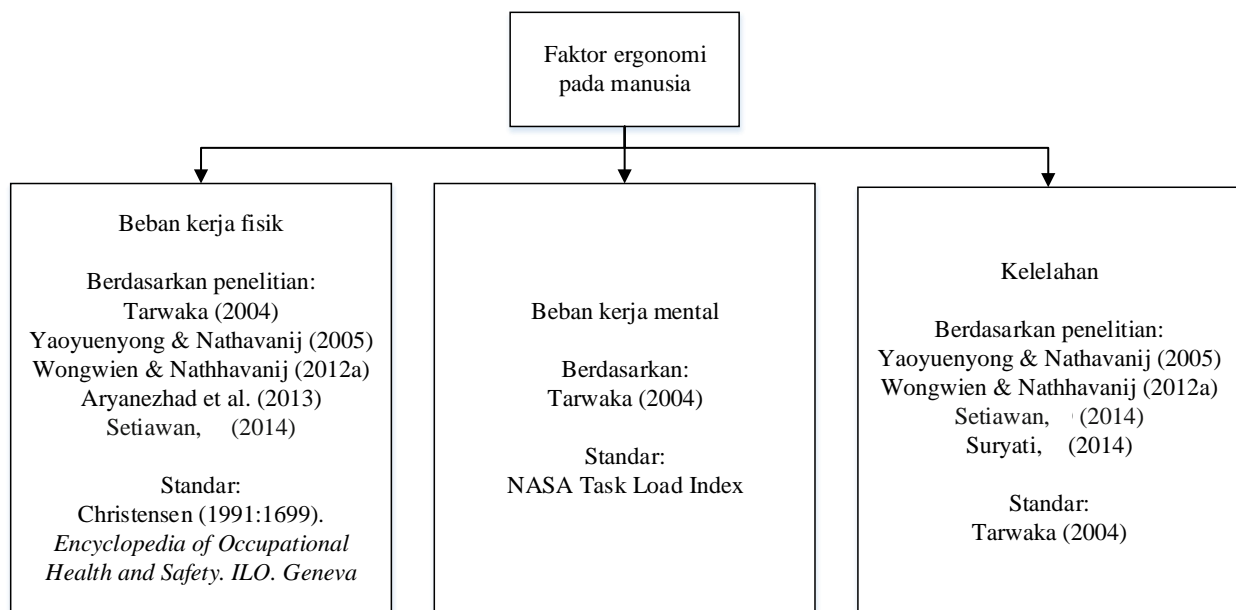 Faktor ergonomi
pada manusia
Beban kerja fisik
Berdasarkan penelitian:
Tarwaka (2004)
Yaoyuenyong & Nathavanij (2005)
Wongwien & Nathhavanij (2012a)
Aryanezhad et al. (2013)
Setiawan, (2014)
Standar:
Christensen (1991:1699).
Encyclopedia of Occupational
Health and Safety. ILO. Geneva
Beban kerja mental
Berdasarkan:
Tarwaka (2004)
Standar:
NASA Task Load Index
Kelelahan
Berdasarkan penelitian:
Yaoyuenyong & Nathavanij (2005)
Wongwien & Nathhavanij (2012a)
Setiawan, (2014)
Suryati, (2014)
Standar:
Tarwaka (2004)